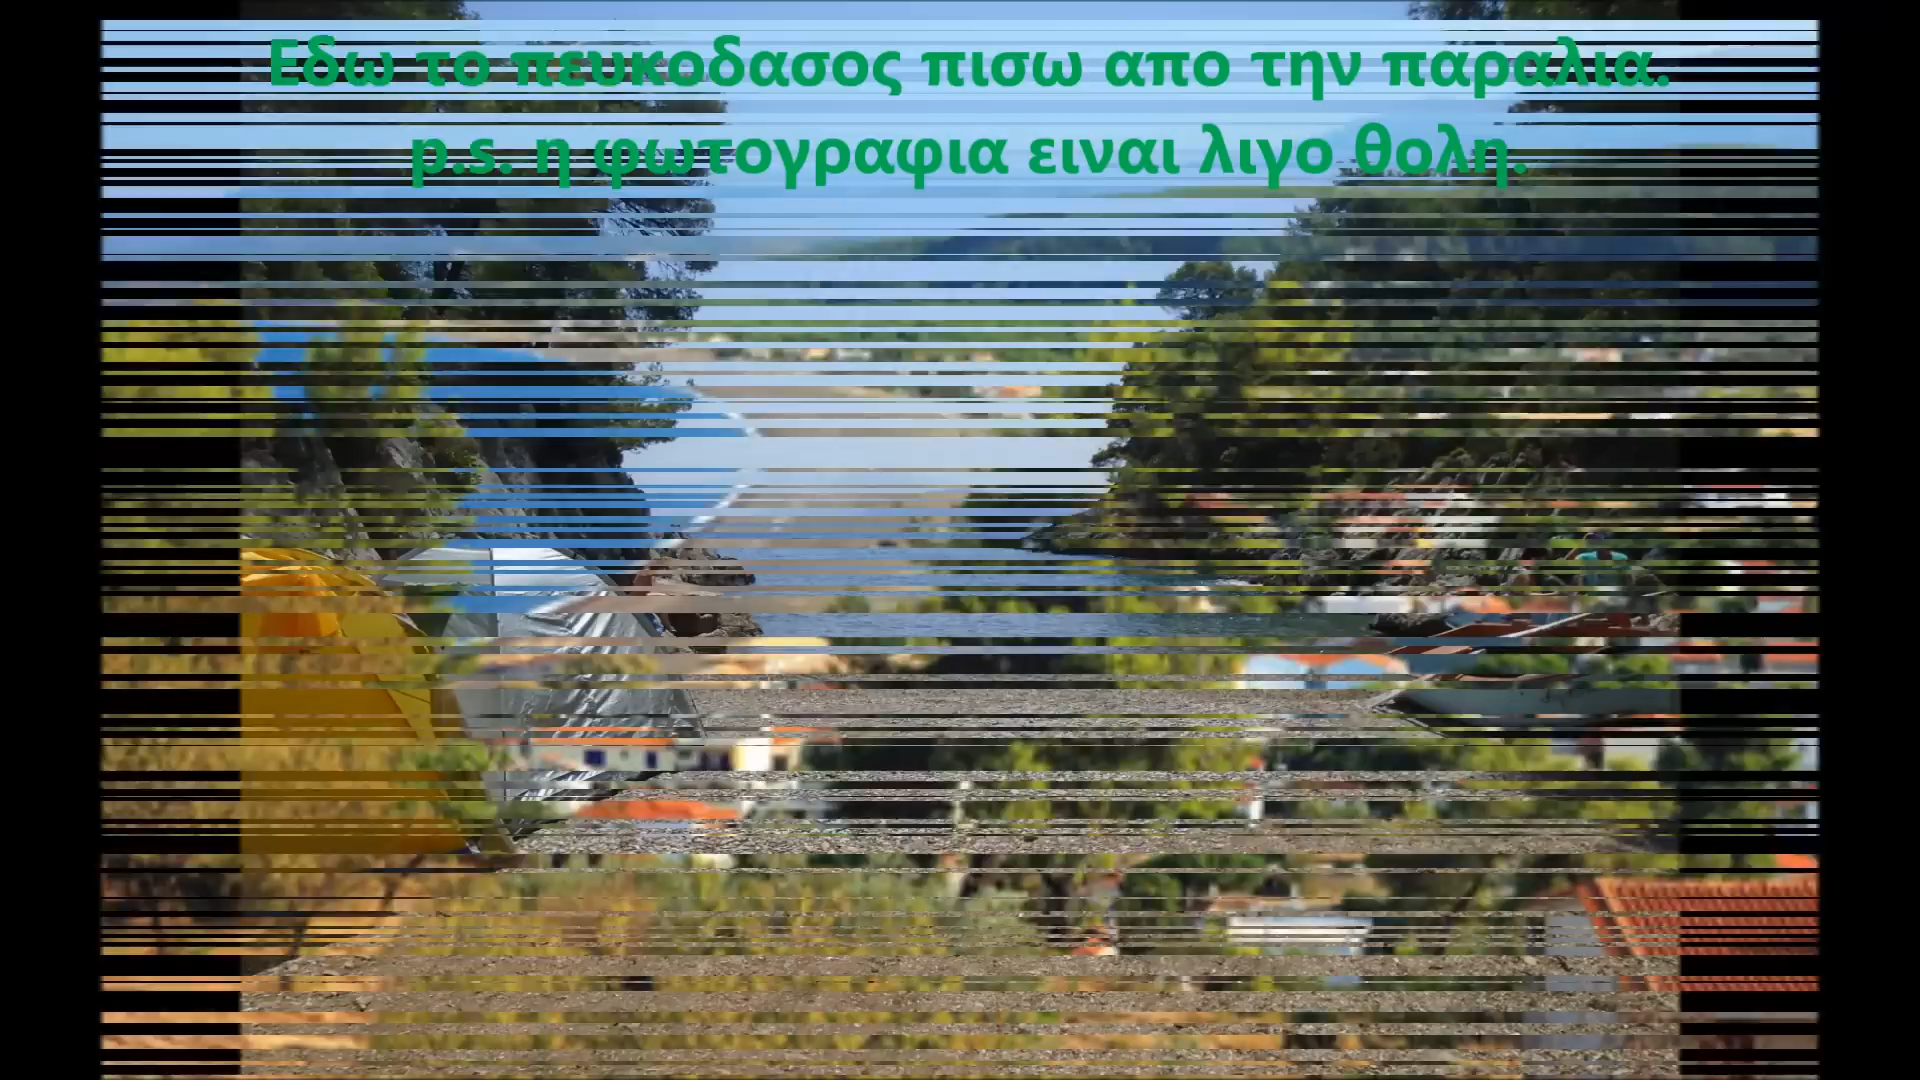 Εδω το πευκοδασος πισω απο την παραλια.
p.s. η φωτογραφια ειναι λιγο θολη.